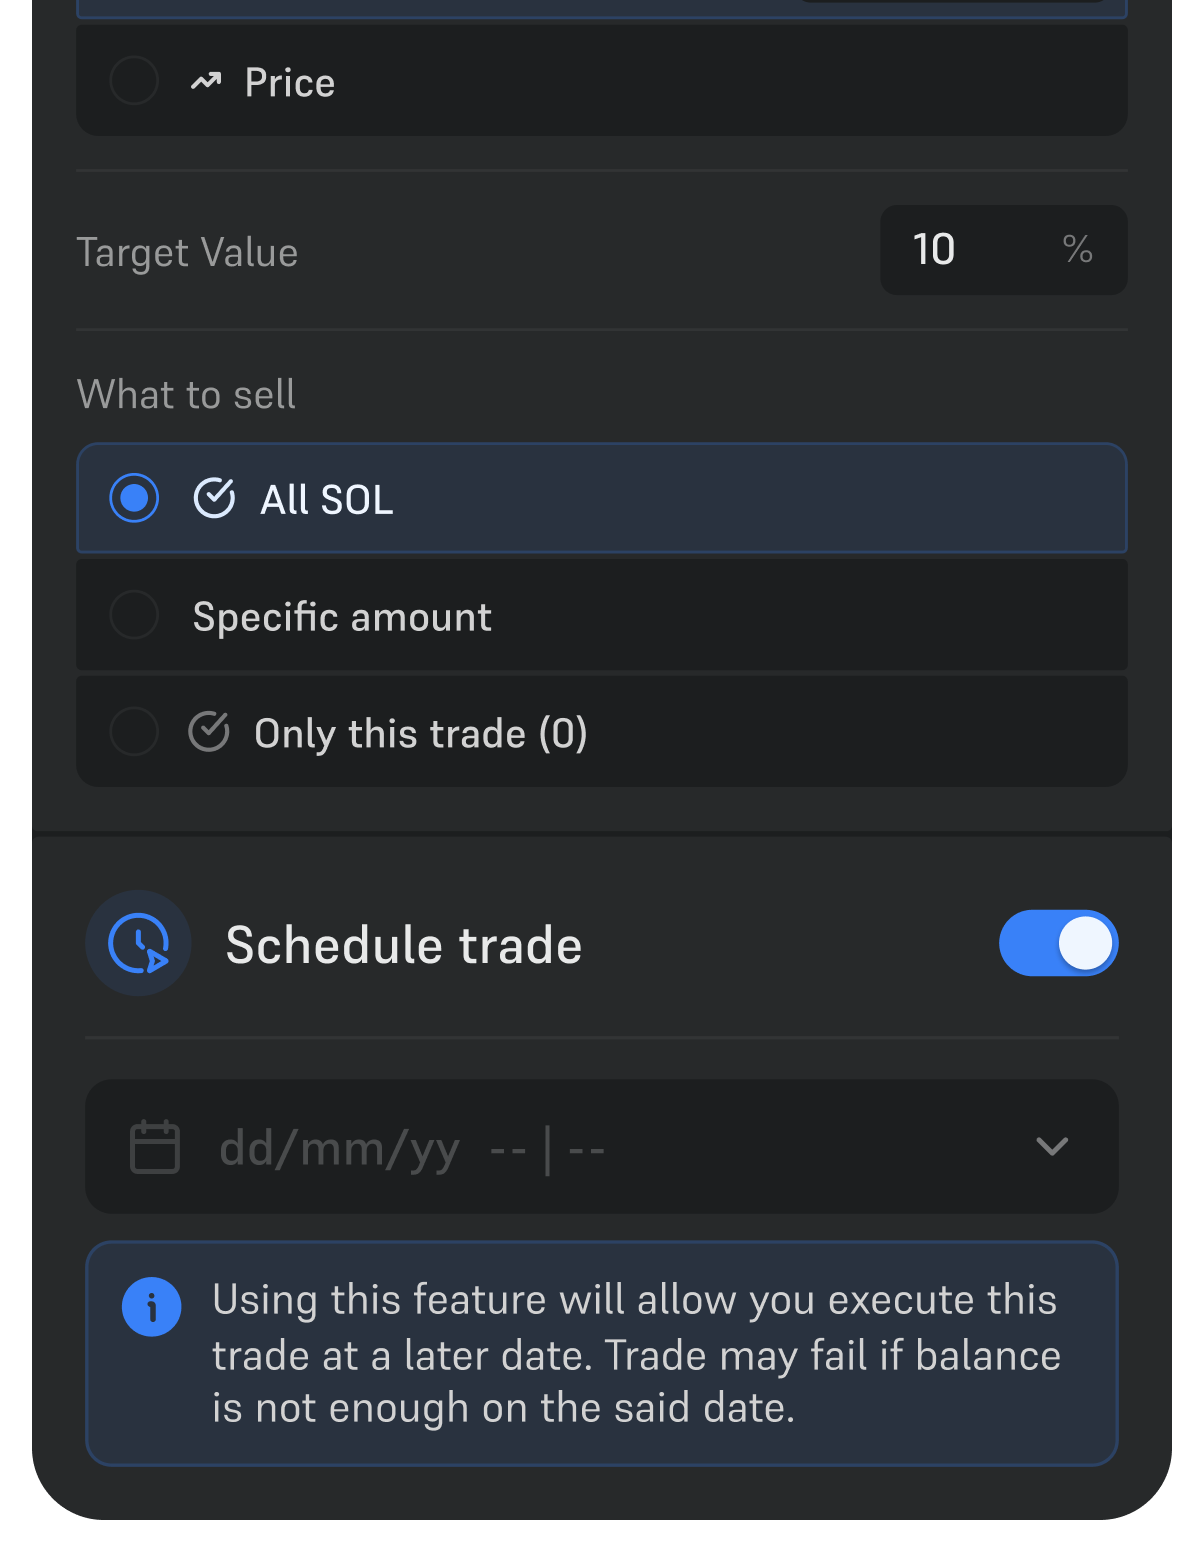 Price
Target Value
10 %
What to sell
All SOL
Specific amount
Only this trade (0)
Schedule trade
dd/mm/yy -- | --
Using this feature will allow you execute this
trade at a later date. Trade may fail if balance
is not enough on the said date.